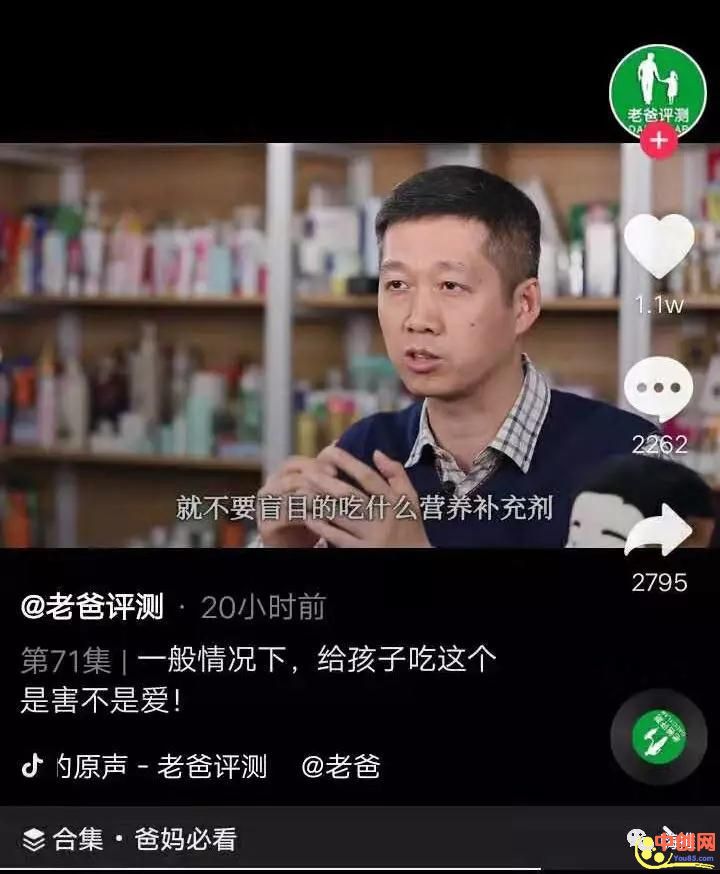 老爸评测
1.1w
2262
就不要盲目的吃什么营养补充剂
2795
@老爸评测 · 20小时前
第71集 | 一般情况下，给孩子吃这个
是害不是爱！
的原声 - 老爸评测 @老爸
合集 · 爸妈必看
中创网
You85.com